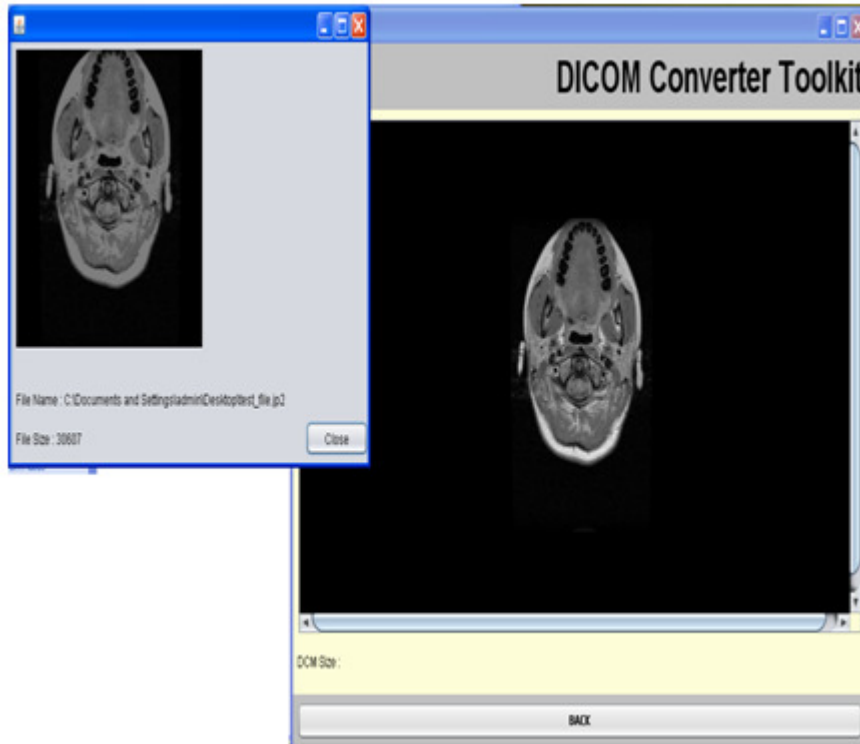 DICOM Converter Toolkit
File Name : C:\Documents and Settings\admin\Desktop\test_file.jp2
File Size : 30607
Close
DCM Size :
BACK